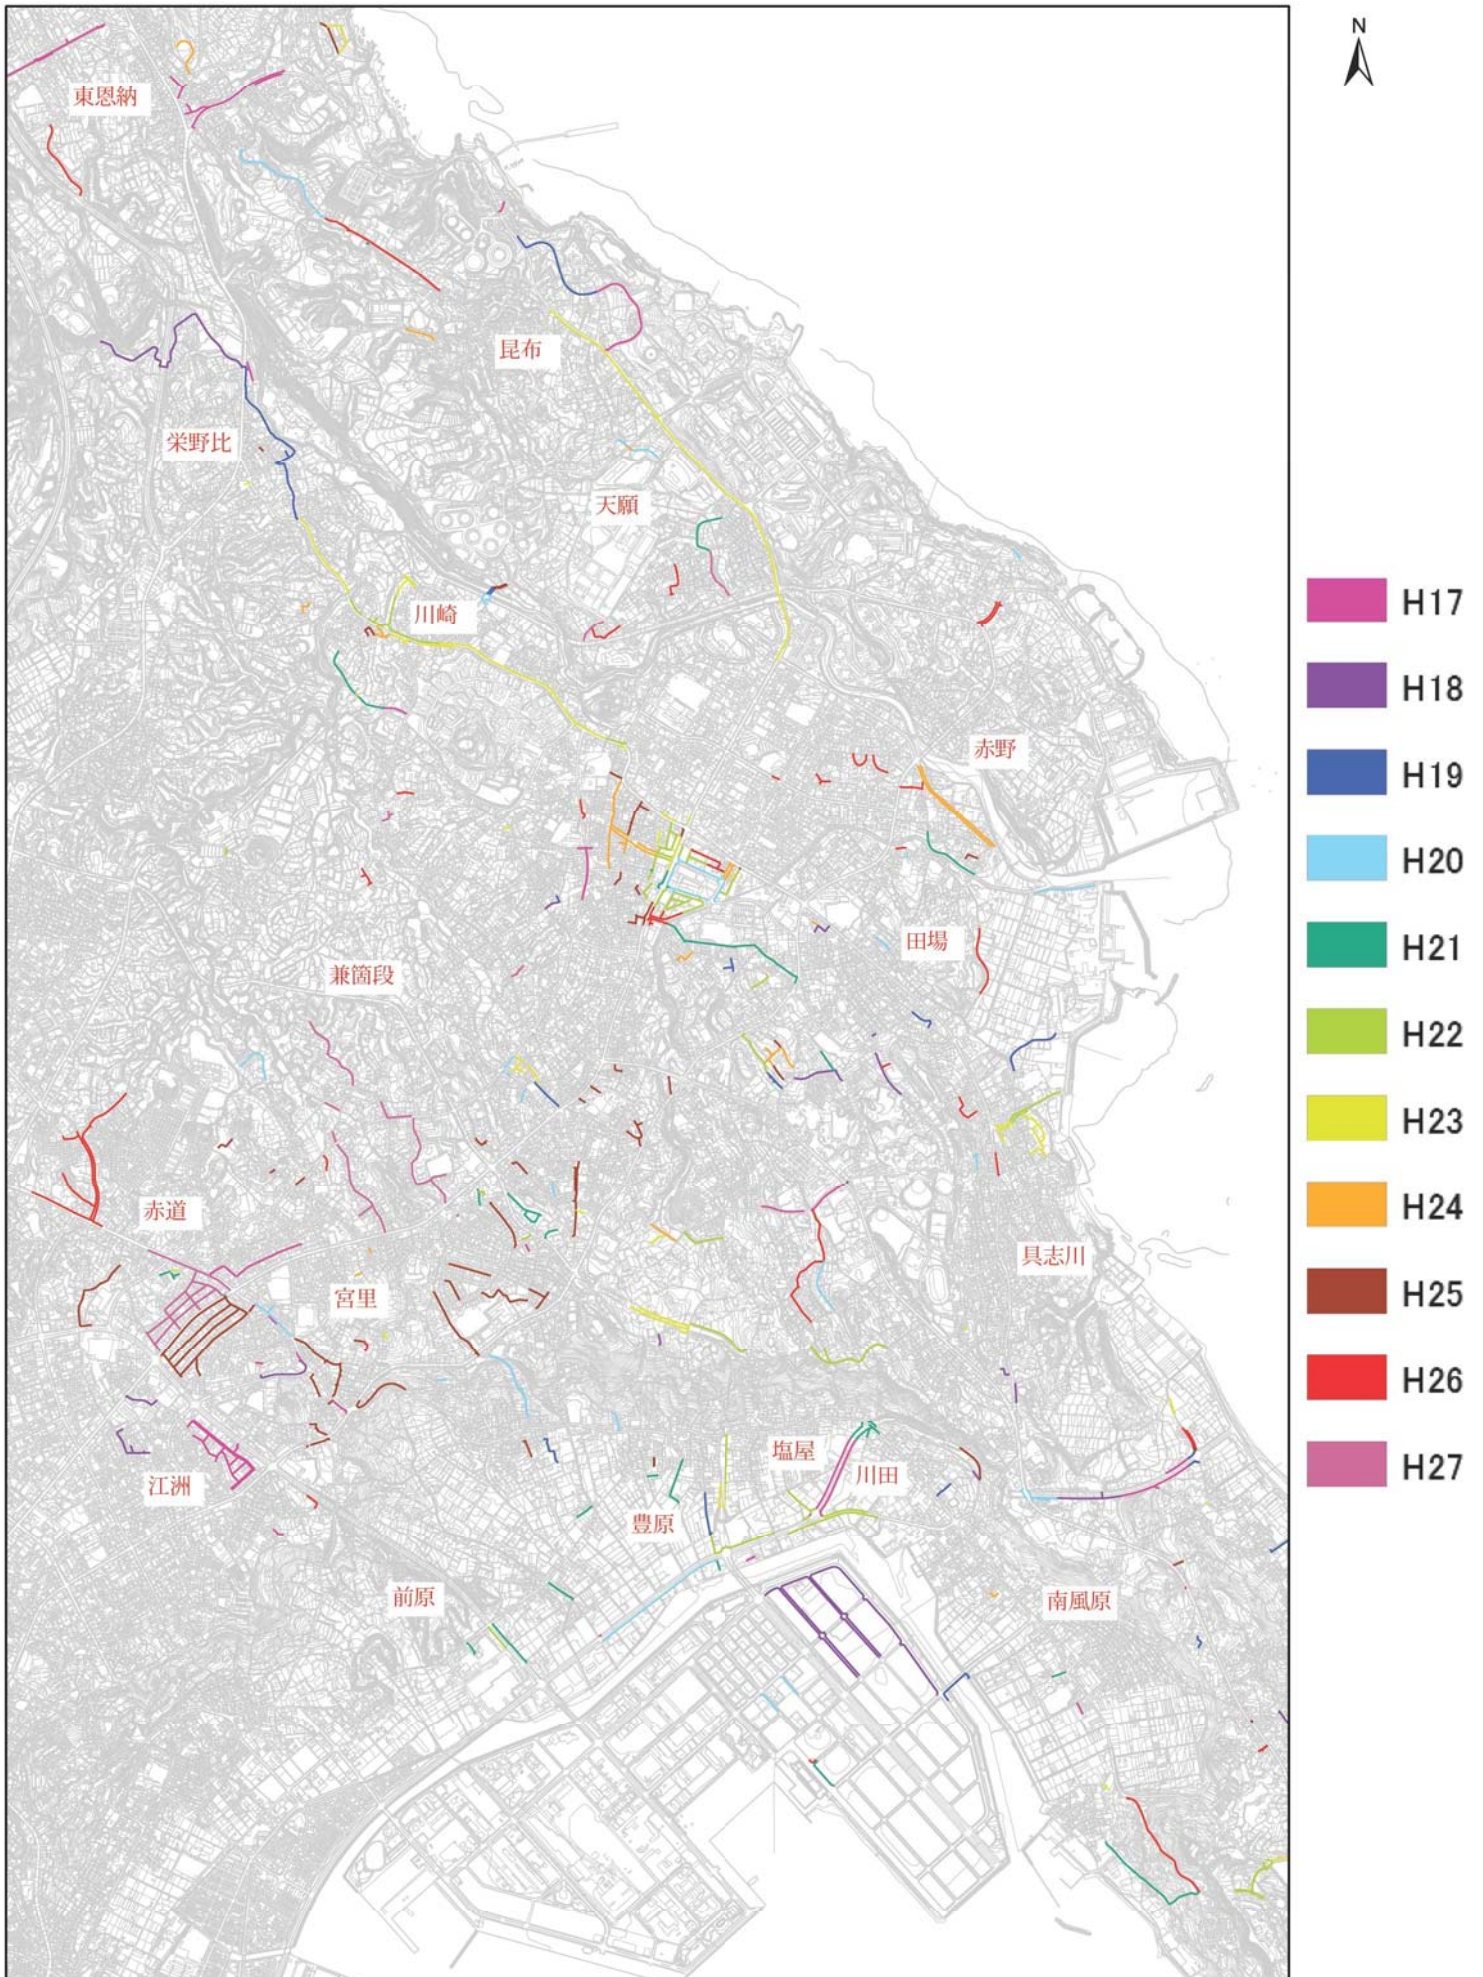 N
東恩納
昆布
栄野比
天願
川崎
赤野
田場
兼箇段
赤道
具志川
宮里
塩屋
江洲
川田
豊原
前原
南風原
H17
H18
H19
H20
H21
H22
H23
H24
H25
H26
H27